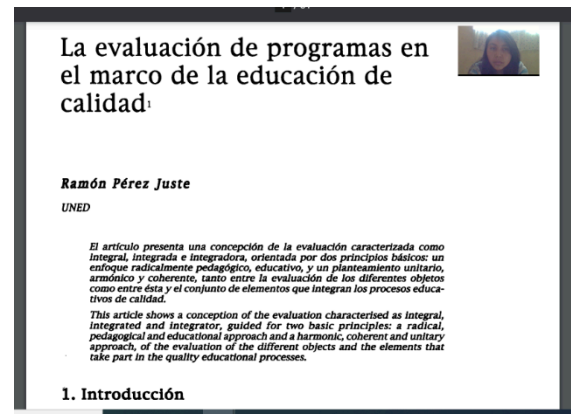 La evaluación de programas en
el marco de la educación de
calidad¹
Ramón Pérez Juste
UNED
El artículo presenta una concepción de la evaluación caracterizada como
integral, integrada e integradora, orientada por dos principios básicos: un
enfoque radicalmente pedagógico, educativo, y un planteamiento unitario,
armónico y coherente, tanto entre la evaluación de los diferentes objetos
como entre ésta y el conjunto de elementos que integran los procesos educa-
tivos de calidad.
This article shows a conception of the evaluation characterised as integral,
integrated and integrator, guided for two basic principles: a radical,
pedagogical and educational approach and a harmonic, coherent and unitary
approach, of the evaluation of the different objects and the elements that
take part in the quality educational processes.
1. Introducción